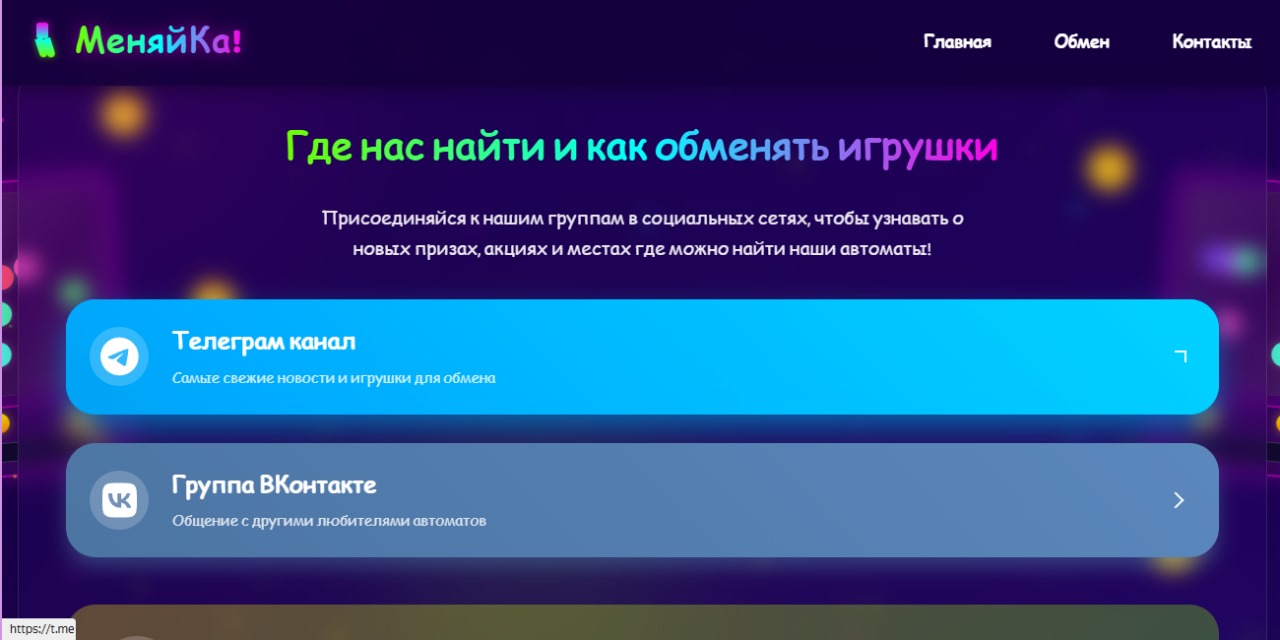 МеняйКа!
Главная
Обмен
Контакты
Где нас найти и как обменять игрушки
Присоединяйся к нашим группам в социальных сетях, чтобы узнавать о
новых призах, акциях и местах где можно найти наши автоматы!
Телеграм канал
Самые свежие новости и игрушки для обмена
Группа ВКонтакте
Общение с другими любителями автоматов
https://t.me